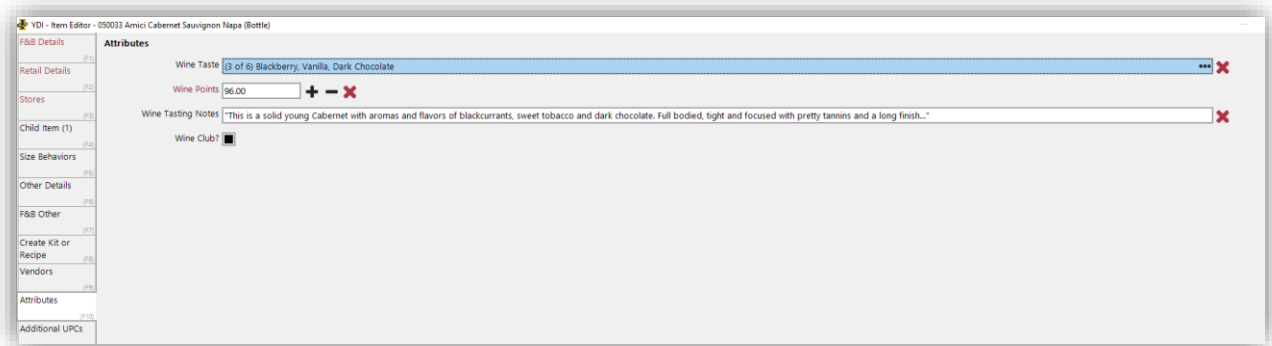 YDI - Item Editor - 050033 Amici Cabernet Sauvignon Napa (Bottle)
F&B Details
(F1)
Retail Details
(F2)
Stores
(F3)
Child Item (1)
(F4)
Size Behaviors
(F5)
Other Details
(F6)
F&B Other
(F7)
Create Kit or
Recipe
(F8)
Vendors
(F9)
Attributes
(F10)
Additional UPCs
Attributes
Wine Taste (3 of 6) Blackberry, Vanilla, Dark Chocolate
Wine Points 96.00
Wine Tasting Notes "This is a solid young Cabernet with aromas and flavors of blackcurrants, sweet tobacco and dark chocolate. Full bodied, tight and focused with pretty tannins and a long finish..."
Wine Club?